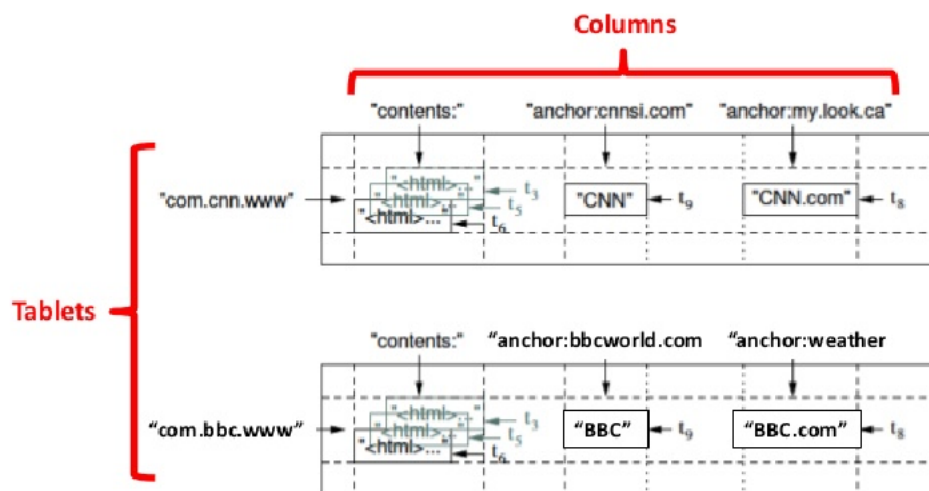 Columns
"contents:" "anchor:cnnsi.com" "anchor:my.look.ca"
"<html>..." t3
"com.cnn.www" "<html>..." t5 "CNN" t9 "CNN.com" t8
"<html>..." t6
Tablets
"contents:" “anchor:bbcworld.com “anchor:weather
"<html>..." t3
“com.bbc.www” "<html>..." t5 “BBC” t9 “BBC.com” t8
"<html>..." t6